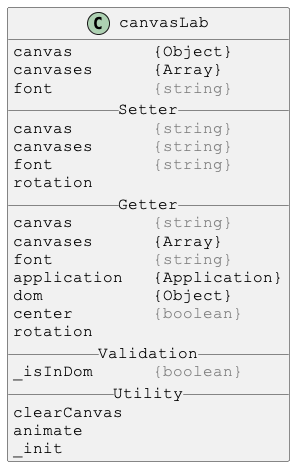 C canvasLab
canvas {Object}
canvases {Array}
font {string}
Setter
canvas {string}
canvases {string}
font {string}
rotation
Getter
canvas {string}
canvases {Array}
font {string}
application {Application}
dom {Object}
center {boolean}
rotation
Validation
_isInDom {boolean}
Utility
clearCanvas
animate
_init